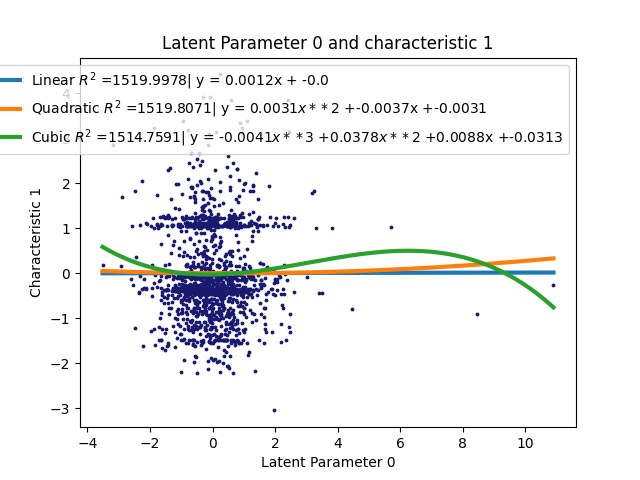 Latent Parameter 0 and characteristic 1
Linear R² =1519.9978| y = 0.0012x + -0.0
Quadratic R² =1519.8071| y = 0.0031x**2 +-0.0037x +-0.0031
Cubic R² =1514.7591| y = -0.0041x**3 +0.0378x**2 +0.0088x +-0.0313
Characteristic 1
4
3
2
1
0
−1
−2
−3
−4 −2 0 2 4 6 8 10
Latent Parameter 0